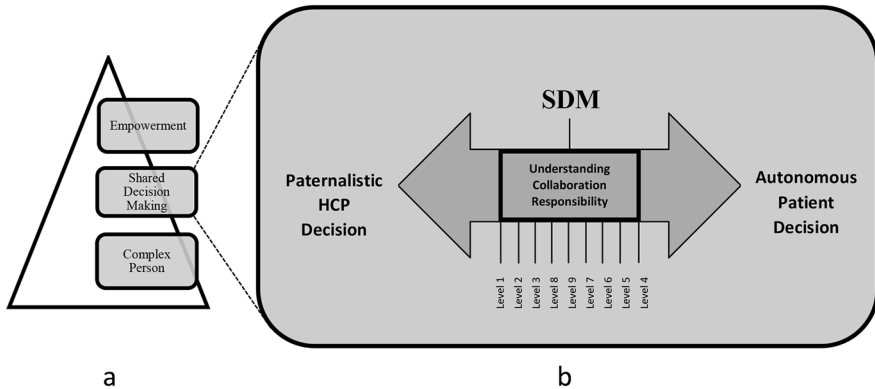 Empowerment
Shared
Decision
Making
Complex
Person
SDM
Understanding
Collaboration
Responsibility
Paternalistic
HCP
Decision
Autonomous
Patient
Decision
Level 1
Level 2
Level 3
Level 8
Level 9
Level 7
Level 6
Level 5
Level 4
a
b